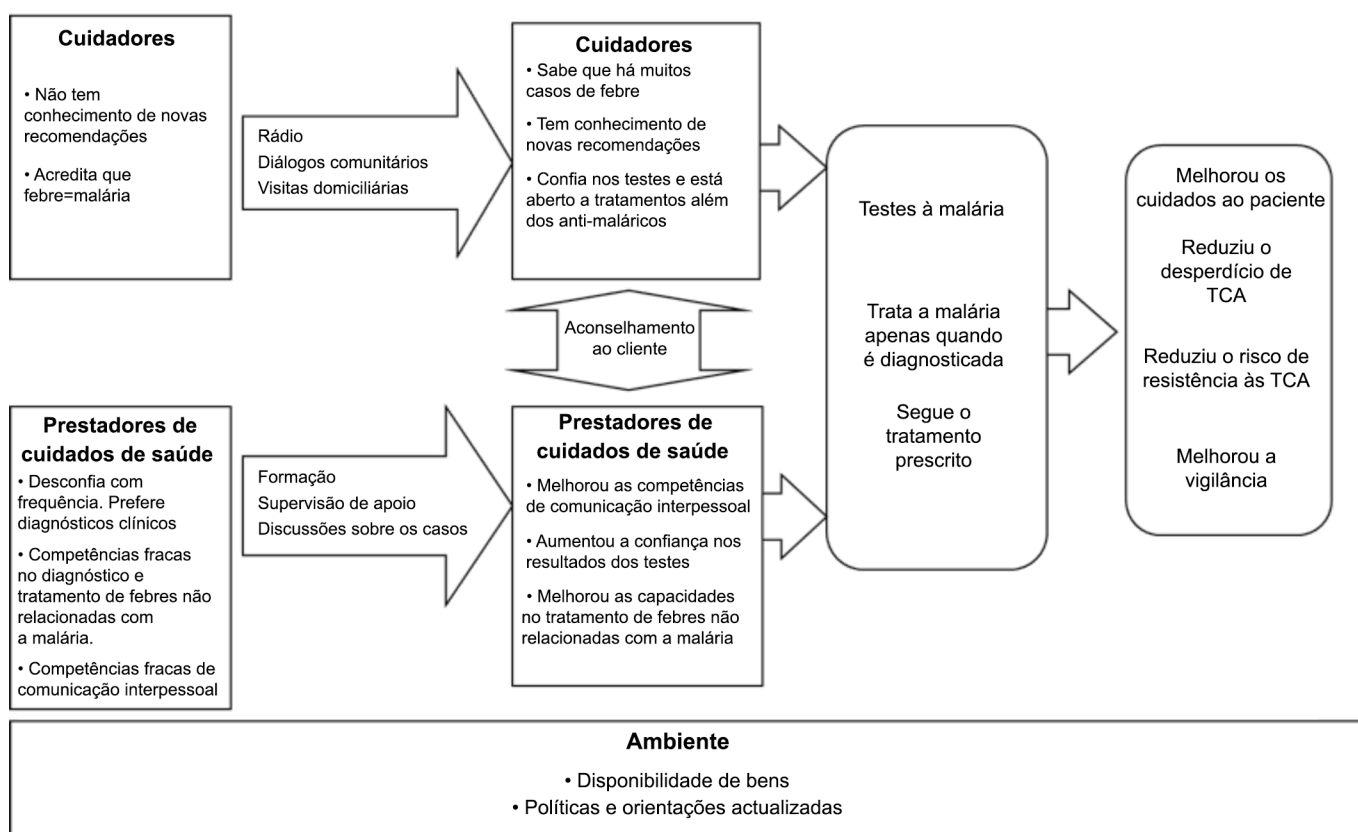 Cuidadores
• Não tem
conhecimento de novas
recomendações
• Acredita que
febre=malária
Rádio
Diálogos comunitários
Visitas domiciliárias
Cuidadores
• Sabe que há muitos
casos de febre
• Tem conhecimento de
novas recomendações
• Confia nos testes e está
aberto a tratamentos além
dos anti-maláricos
Aconselhamento
ao cliente
Prestadores de
cuidados de saúde
• Desconfia com
frequência. Prefere
diagnósticos clínicos
• Competências fracas
no diagnóstico e
tratamento de febres não
relacionadas com
a malária.
• Competências fracas de
comunicação interpessoal
Formação
Supervisão de apoio
Discussões sobre os casos
Prestadores de
cuidados de saúde
• Melhorou as competências
de comunicação interpessoal
• Aumentou a confiança nos
resultados dos testes
• Melhorou as capacidades
no tratamento de febres não
relacionadas com a malária
Testes à malária
Trata a malária
apenas quando
é diagnosticada
Segue o
tratamento
prescrito
Melhorou os
cuidados ao paciente
Reduziu o
desperdício de
TCA
Reduziu o risco de
resistência às TCA
Melhorou a
vigilância
Ambiente
• Disponibilidade de bens
• Políticas e orientações actualizadas